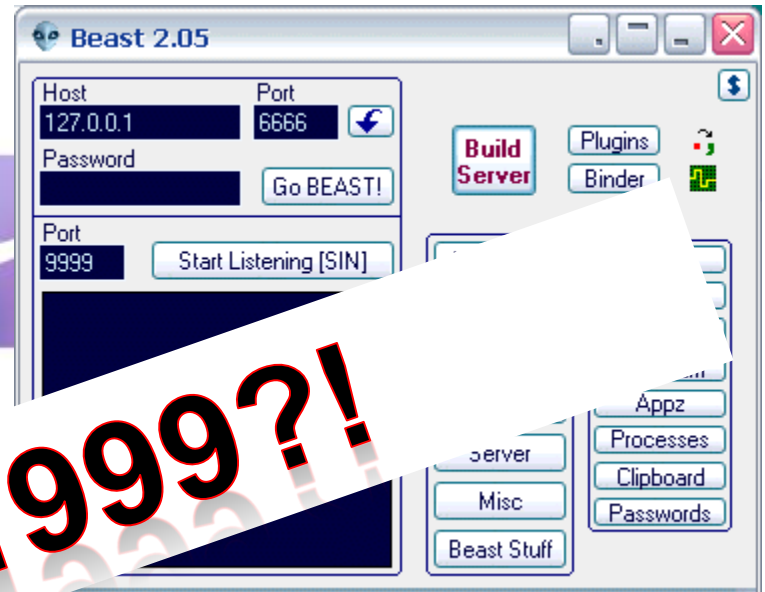 Beast 2.05
Host
Port
127.0.0.1
6666
Password
Go BEAST!
Build
Server
Plugins
Binder
Port
9999
Start Listening [SIN]
999?!
Appz
Server
Processes
Clipboard
Misc
Passwords
Beast Stuff